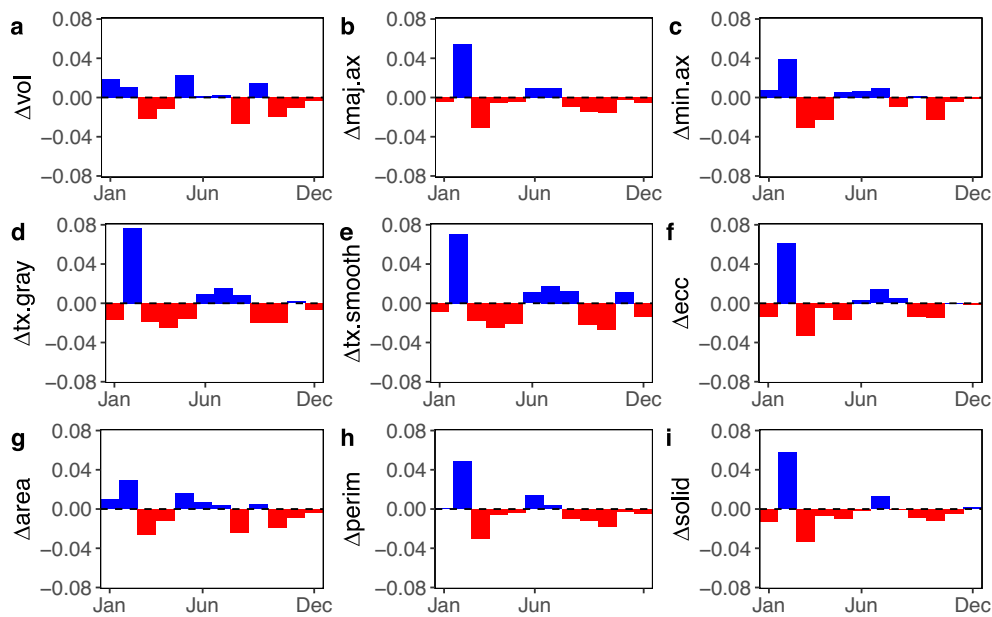 a
0.08
0.04
0.00
−0.04
−0.08
Δvol
Jan
Jun
Dec
b
0.08
0.04
0.00
−0.04
−0.08
Δmaj.ax
Jan
Jun
Dec
c
0.08
0.04
0.00
−0.04
−0.08
Δmin.ax
Jan
Jun
Dec
d
0.08
0.04
0.00
−0.04
−0.08
Δtx.gray
Jan
Jun
Dec
e
0.08
0.04
0.00
−0.04
−0.08
Δtx.smooth
Jan
Jun
Dec
f
0.08
0.04
0.00
−0.04
−0.08
Δecc
Jan
Jun
Dec
g
0.08
0.04
0.00
−0.04
−0.08
Δarea
Jan
Jun
Dec
h
0.08
0.04
0.00
−0.04
−0.08
Δperim
Jan
Jun
i
0.08
0.04
0.00
−0.04
−0.08
Δsolid
Jan
Jun
Dec